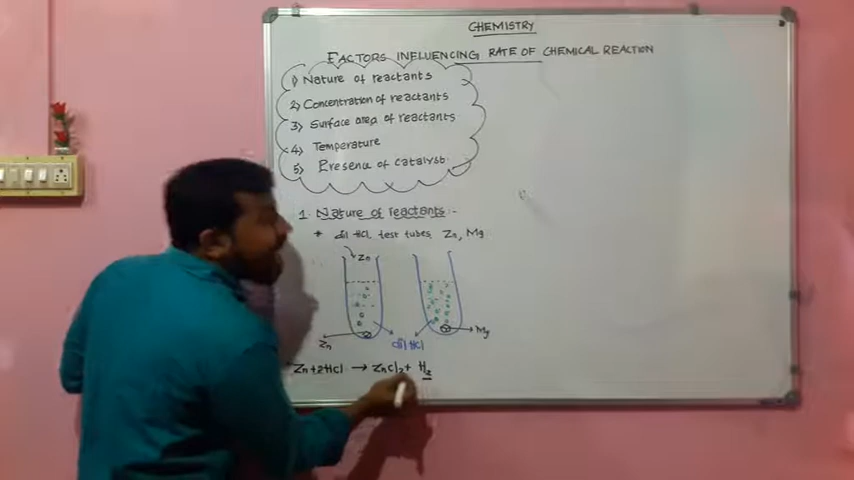 CHEMISTRY
FACTORS INFLUENCING RATE OF CHEMICAL REACTION
1) Nature of reactants
2) Concentration of reactants
3) Surface area of reactants
4) Temperature
5) Presence of catalyst
1. Nature of reactants :-
* dil HCl, test tubes, Zn, Mg
Zn
Zn
dil HCl
Mg
Zn + 2HCl → ZnCl2 + H2